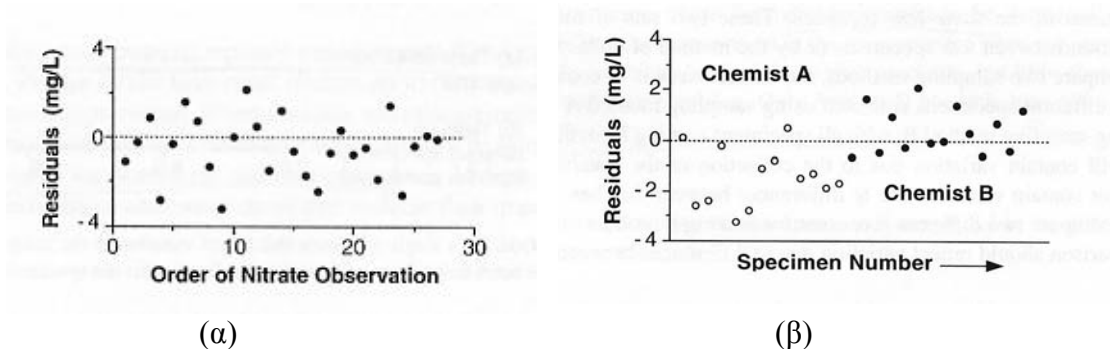 Residuals (mg/L)
4
0
-4
0
10
20
30
Order of Nitrate Observation
(α)
Residuals (mg/l)
4
2
0
-2
-4
Chemist A
Chemist B
Specimen Number
(β)